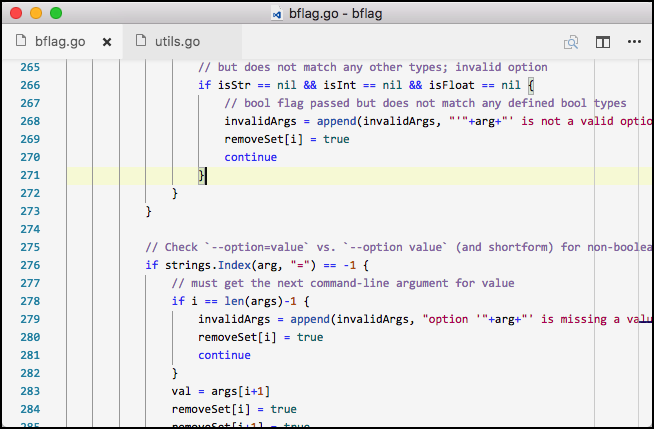 bflag.go - bflag
bflag.go utils.go
265 // but does not match any other types; invalid option
266 if isStr == nil && isInt == nil && isFloat == nil {
267 // bool flag passed but does not match any defined bool types
268 invalidArgs = append(invalidArgs, "'"+arg+"' is not a valid optio
269 removeSet[i] = true
270 continue
271 }
272 }
273 }
274
275 // Check `--option=value` vs. `--option value` (and shortform) for non-boolea
276 if strings.Index(arg, "=") == -1 {
277 // must get the next command-line argument for value
278 if i == len(args)-1 {
279 invalidArgs = append(invalidArgs, "option '"+arg+"' is missing a valu
280 removeSet[i] = true
281 continue
282 }
283 val = args[i+1]
284 removeSet[i] = true
285 removeSet[i+1] = true